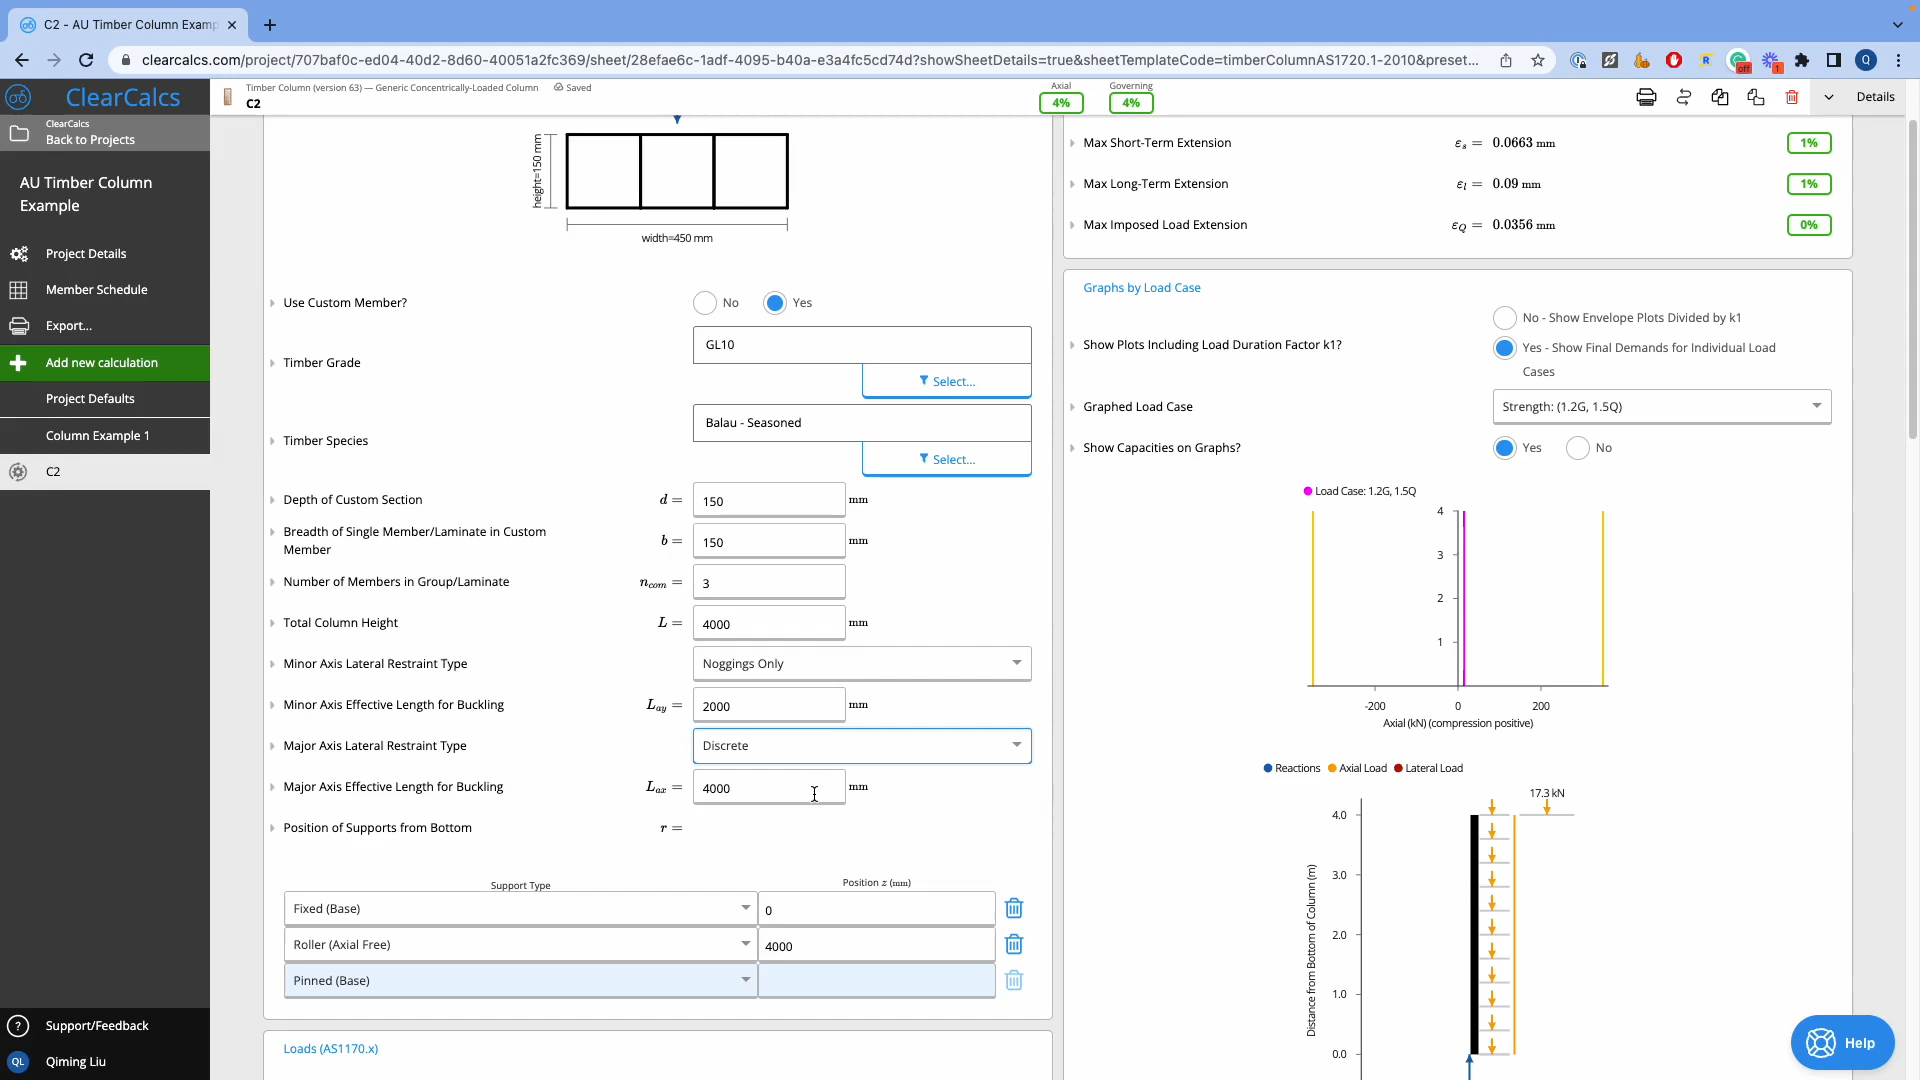 C2 - AU Timber Column Examp
clearcalcs.com/project/707baf0c-ed04-40d2-8d60-40051a2fc369/sheet/28efae6c-1adf-4095-b40a-e3a4fc5cd74d?showSheetDetails=true&sheetTemplateCode=timberColumnAS1720.1-2010&preset...
off
1
Q
ClearCalcs
Timber Column (version 63) — Generic Concentrically-Loaded Column
Saved
C2
Axial
4%
Governing
4%
Details
ClearCalcs
Back to Projects
AU Timber Column
Example
Project Details
Member Schedule
Export...
Add new calculation
Project Defaults
Column Example 1
C2
Support/Feedback
QL
Qiming Liu
height=150 mm
width=450 mm
Use Custom Member?
No
Yes
Timber Grade
GL10
Select...
Timber Species
Balau - Seasoned
Select...
Depth of Custom Section
d =
150
mm
Breadth of Single Member/Laminate in Custom
Member
b =
150
mm
Number of Members in Group/Laminate
ncom =
3
Total Column Height
L =
4000
mm
Minor Axis Lateral Restraint Type
Noggings Only
Minor Axis Effective Length for Buckling
Lay =
2000
mm
Major Axis Lateral Restraint Type
Discrete
Major Axis Effective Length for Buckling
Lax =
4000
mm
Position of Supports from Bottom
r =
Support Type
Position z (mm)
Fixed (Base)
0
Roller (Axial Free)
4000
Pinned (Base)
Loads (AS1170.x)
Max Short-Term Extension
εs = 0.0663 mm
1%
Max Long-Term Extension
εl = 0.09 mm
1%
Max Imposed Load Extension
εQ = 0.0356 mm
0%
Graphs by Load Case
Show Plots Including Load Duration Factor k1?
No - Show Envelope Plots Divided by k1
Yes - Show Final Demands for Individual Load
Cases
Graphed Load Case
Strength: (1.2G, 1.5Q)
Show Capacities on Graphs?
Yes
No
Load Case: 1.2G, 1.5Q
4
3
2
1
-200
0
200
Axial (kN) (compression positive)
Reactions
Axial Load
Lateral Load
17.3 kN
4.0
3.0
2.0
1.0
0.0
Distance from Bottom of Column (m)
Help